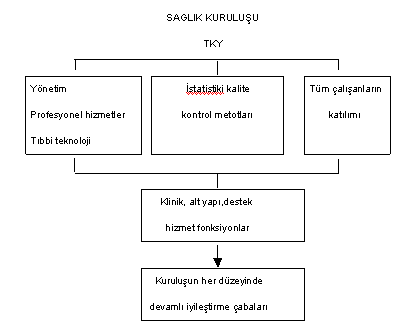 SAGLIK KURULUŞU
TKY
Yönetim
Profesyonel hizmetler
Tıbbi teknoloji
İstatistiki kalite
kontrol metotları
Tüm çalışanların
katılımı
Klinik, alt yapı,destek
hizmet fonksiyonlar
Kuruluşun her düzeyinde
devamlı iyileştirme çabaları